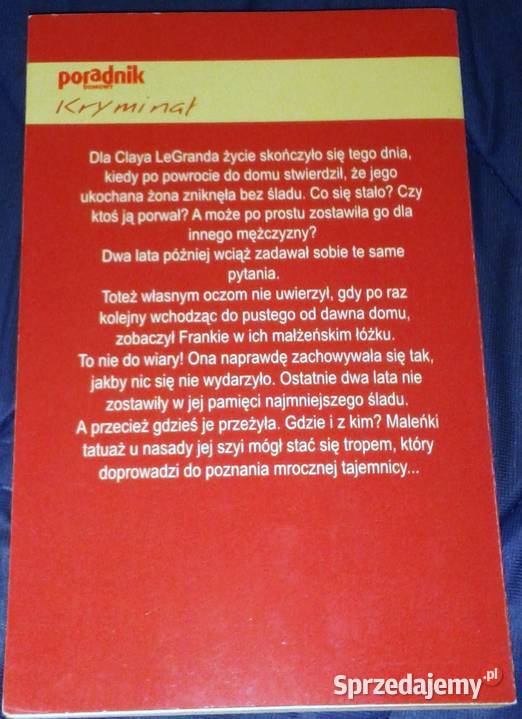 poradnik
DOMOWY
Kryminał
Dla Claya LeGranda życie skończyło się tego dnia,
kiedy po powrocie do domu stwierdził, że jego
ukochana żona zniknęła bez śladu. Co się stało? Czy
ktoś ją porwał? A może po prostu zostawiła go dla
innego mężczyzny?
Dwa lata później wciąż zadawał sobie te same
pytania.
Toteż własnym oczom nie uwierzył, gdy po raz
kolejny wchodząc do pustego od dawna domu,
zobaczył Frankie w ich małżeńskim łóżku.
To nie do wiary! Ona naprawdę zachowywała się tak,
jakby nic się nie wydarzyło. Ostatnie dwa lata nie
zostawiły w jej pamięci najmniejszego śladu.
A przecież gdzieś je przeżyła. Gdzie i z kim? Maleńki
tatuaż u nasady jej szyi mógł stać się tropem, który
doprowadzi do poznania mrocznej tajemnicy...
Sprzedajemy.pl